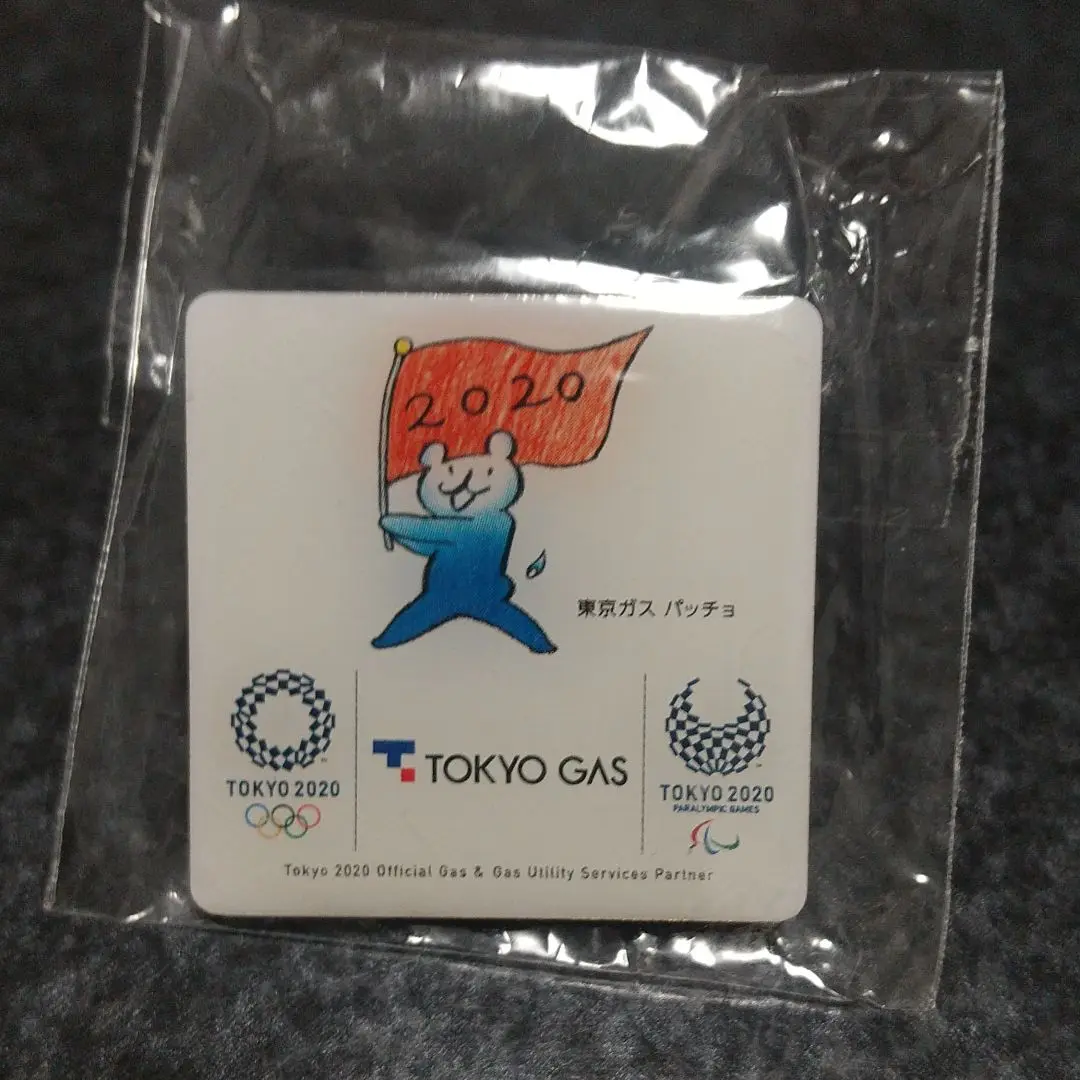 2020
東京ガス パッチョ
TOKYO 2020
TOKYO GAS
TOKYO 2020
PARALYMPIC GAMES
Tokyo 2020 Official Gas & Gas Utility Services Partner